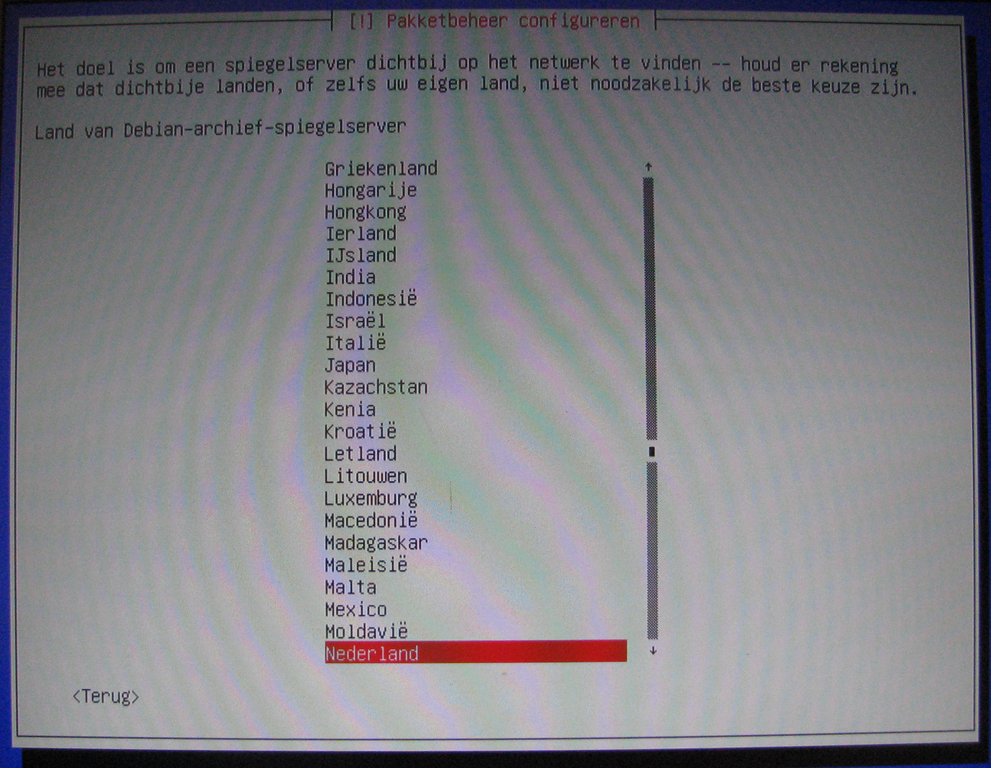 [!] Pakketbeheer configureren
Het doel is om een spiegelserver dichtbij op het netwerk te vinden -- houd er rekening
mee dat dichtbije landen, of zelfs uw eigen land, niet noodzakelijk de beste keuze zijn.
Land van Debian-archief-spiegelserver
Griekenland
Hongarije
Hongkong
Ierland
IJsland
India
Indonesië
Israël
Italië
Japan
Kazachstan
Kenia
Kroatië
Letland
Litouwen
Luxemburg
Macedonië
Madagaskar
Maleisië
Malta
Mexico
Moldavië
Nederland
<Terug>